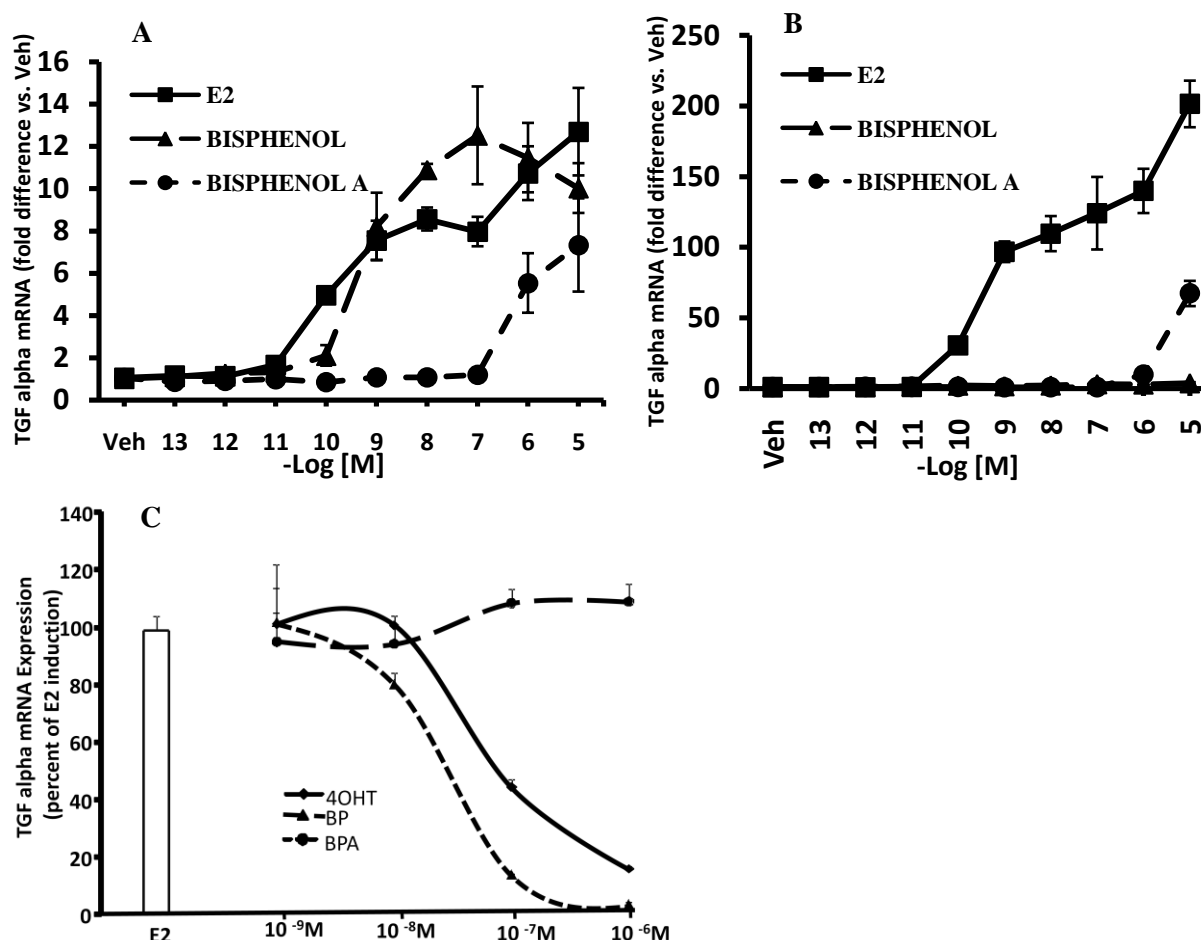 A
TGF alpha mRNA (fold difference vs. Veh)
16
14
12
10
8
6
4
2
0
E2
BISPHENOL
BISPHENOL A
Veh 13 12 11 10 9 8 7 6 5
-Log [M]
B
TGF alpha mRNA (fold difference vs. Veh)
250
200
150
100
50
0
E2
BISPHENOL
BISPHENOL A
Veh 13 12 11 10 9 8 7 6 5
-Log [M]
C
TGF alpha mRNA Expression
(percent of E2 induction)
140
120
100
80
60
40
20
0
4OHT
BP
BPA
E2 10⁻⁹M 10⁻⁸M 10⁻⁷M 10⁻⁶M